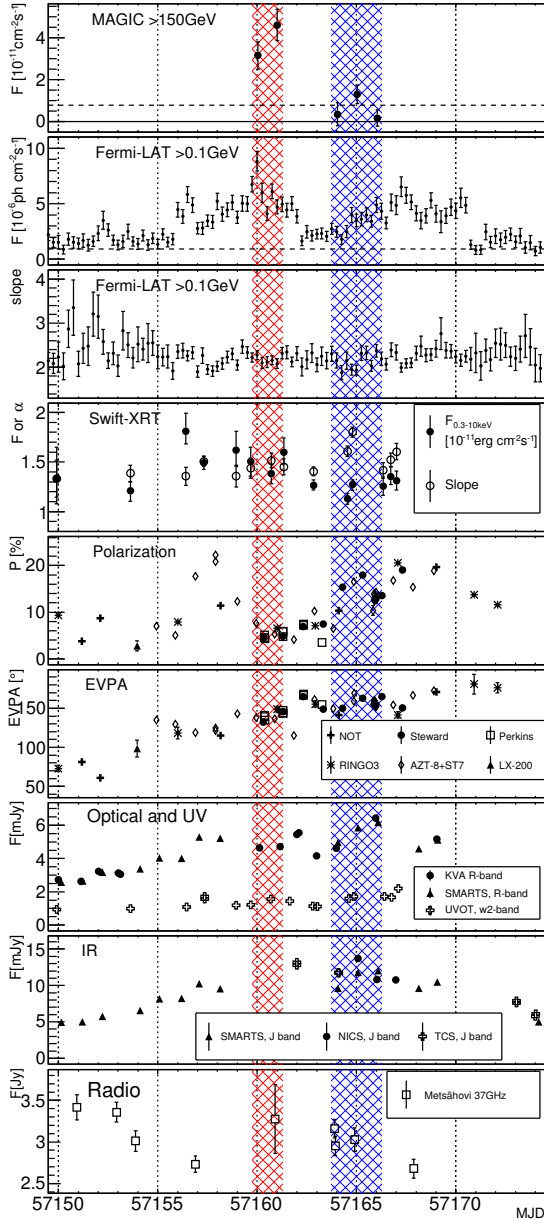 MAGIC >150GeV
F [10⁻¹¹cm⁻²s⁻¹]
4
2
0
Fermi-LAT >0.1GeV
F [10⁻⁶ph cm⁻²s⁻¹]
10
5
0
Fermi-LAT >0.1GeV
slope
4
3
2
Swift-XRT
F or α
2
1.5
1
F0.3-10keV
[10⁻¹¹erg cm⁻²s⁻¹]
Slope
Polarization
P [%]
20
10
0
EVPA
EVPA [°]
150
100
50
NOT
Steward
Perkins
RINGO3
AZT-8+ST7
LX-200
Optical and UV
F[mJy]
6
4
2
0
KVA R-band
SMARTS, R-band
UVOT, w2-band
IR
F[mJy]
15
10
5
0
SMARTS, J band
NICS, J band
TCS, J band
Radio
F[Jy]
3.5
3.0
2.5
Metsähovi 37GHz
57150 57155 57160 57165 57170
MJD